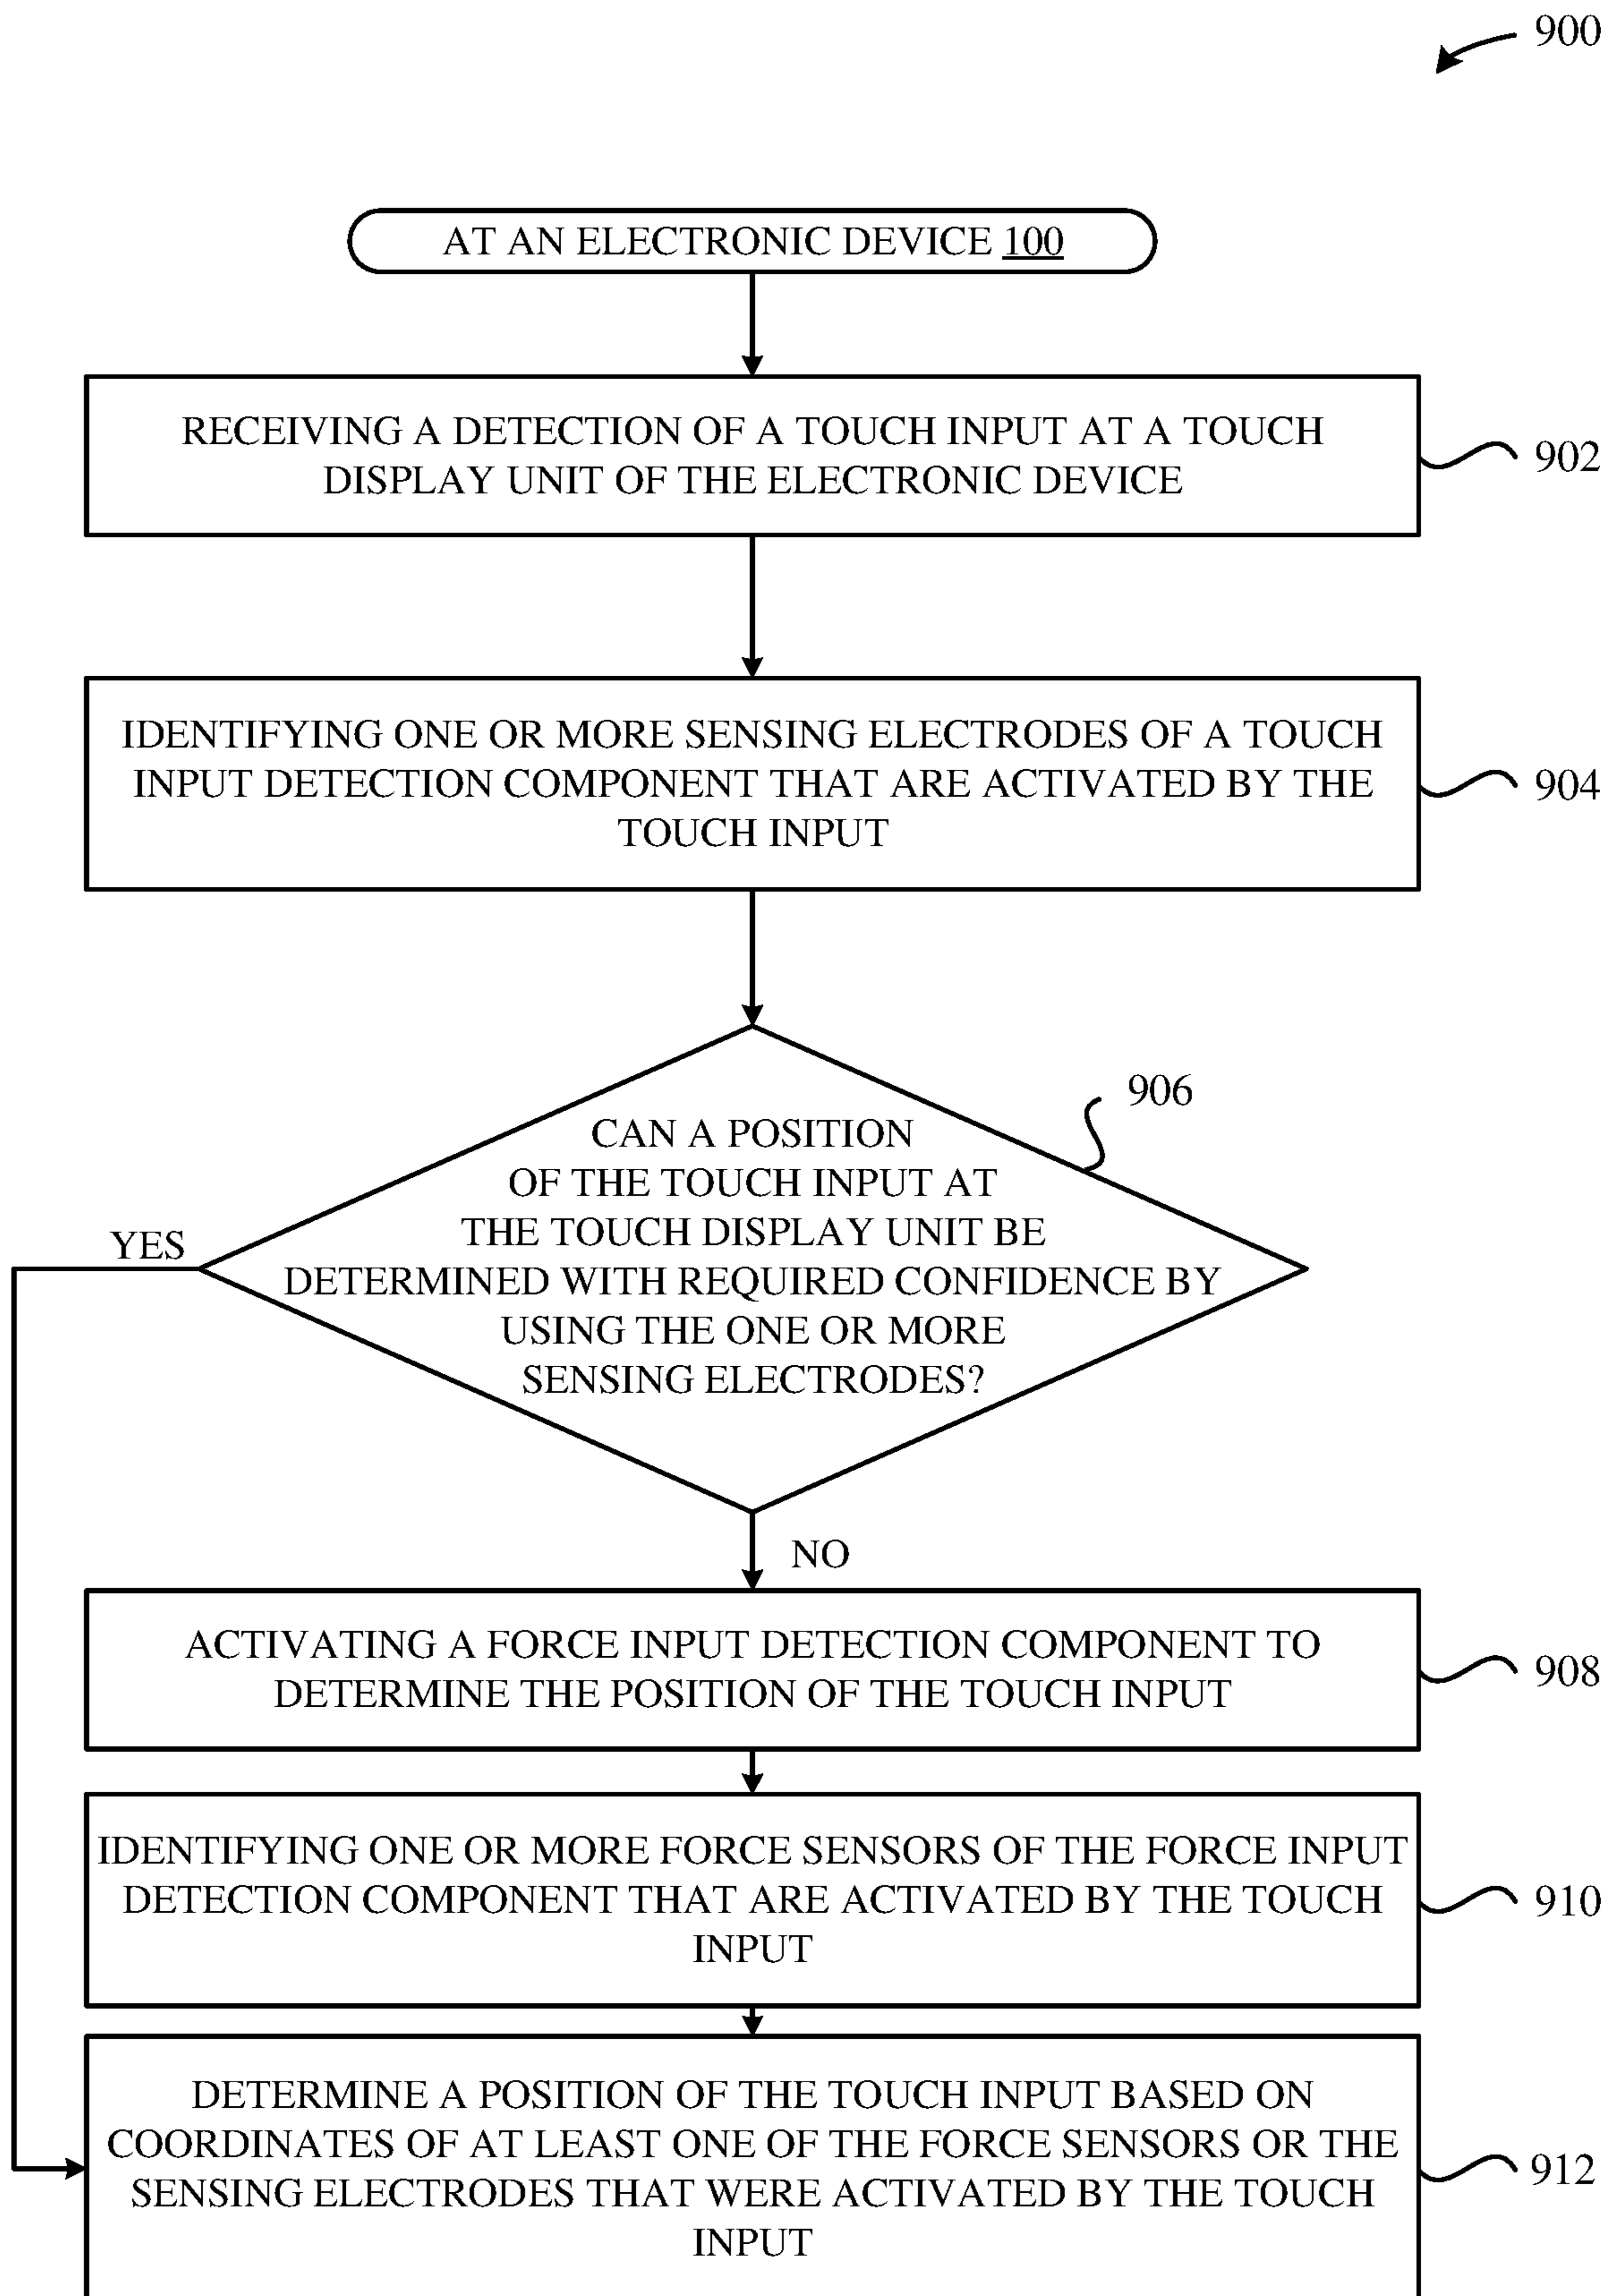 900
AT AN ELECTRONIC DEVICE 100
RECEIVING A DETECTION OF A TOUCH INPUT AT A TOUCH
DISPLAY UNIT OF THE ELECTRONIC DEVICE
902
IDENTIFYING ONE OR MORE SENSING ELECTRODES OF A TOUCH
INPUT DETECTION COMPONENT THAT ARE ACTIVATED BY THE
TOUCH INPUT
904
906
CAN A POSITION
OF THE TOUCH INPUT AT
THE TOUCH DISPLAY UNIT BE
DETERMINED WITH REQUIRED CONFIDENCE BY
USING THE ONE OR MORE
SENSING ELECTRODES?
YES
NO
ACTIVATING A FORCE INPUT DETECTION COMPONENT TO
DETERMINE THE POSITION OF THE TOUCH INPUT
908
IDENTIFYING ONE OR MORE FORCE SENSORS OF THE FORCE INPUT
DETECTION COMPONENT THAT ARE ACTIVATED BY THE TOUCH
INPUT
910
DETERMINE A POSITION OF THE TOUCH INPUT BASED ON
COORDINATES OF AT LEAST ONE OF THE FORCE SENSORS OR THE
SENSING ELECTRODES THAT WERE ACTIVATED BY THE TOUCH
INPUT
912